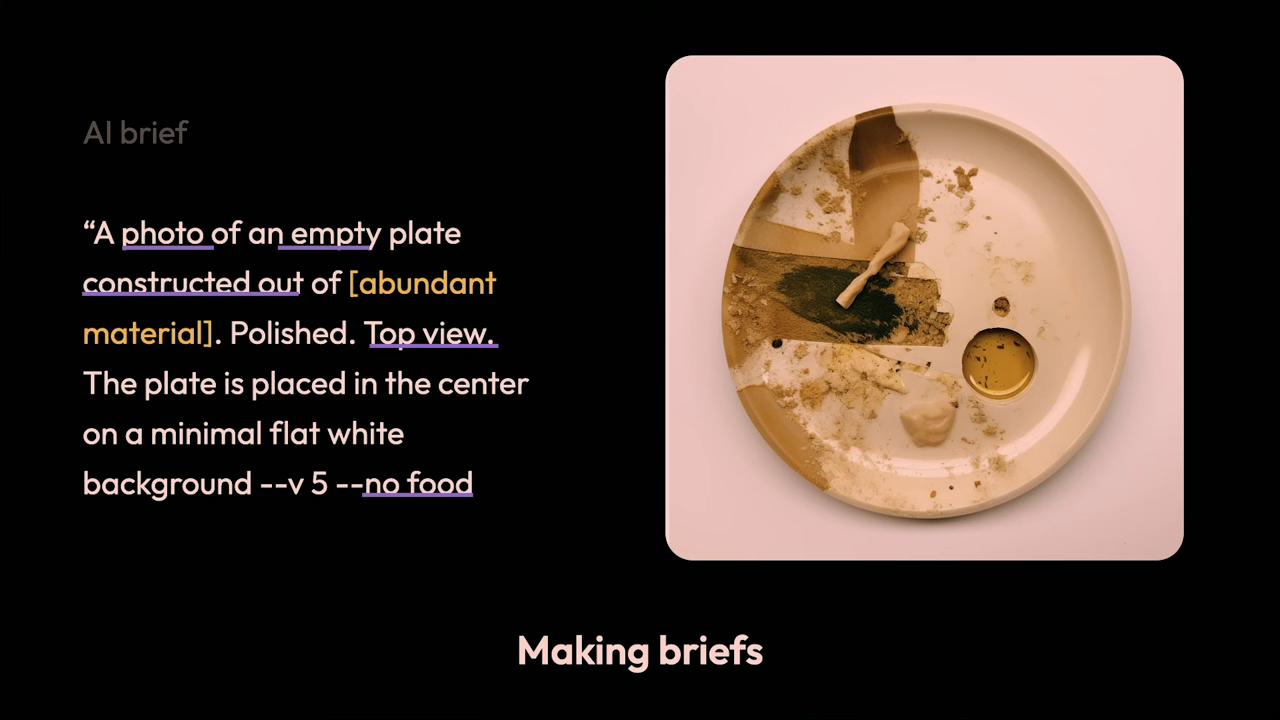 AI brief
“A photo of an empty plate
constructed out of [abundant
material]. Polished. Top view.
The plate is placed in the center
on a minimal flat white
background --v 5 --no food
Making briefs